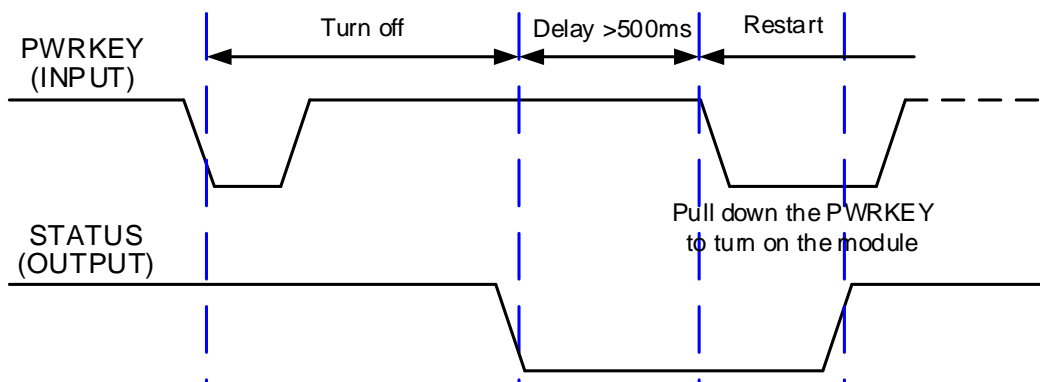 Turn off
Delay >500ms
Restart
PWRKEY
(INPUT)
Pull down the PWRKEY
to turn on the module
STATUS
(OUTPUT)